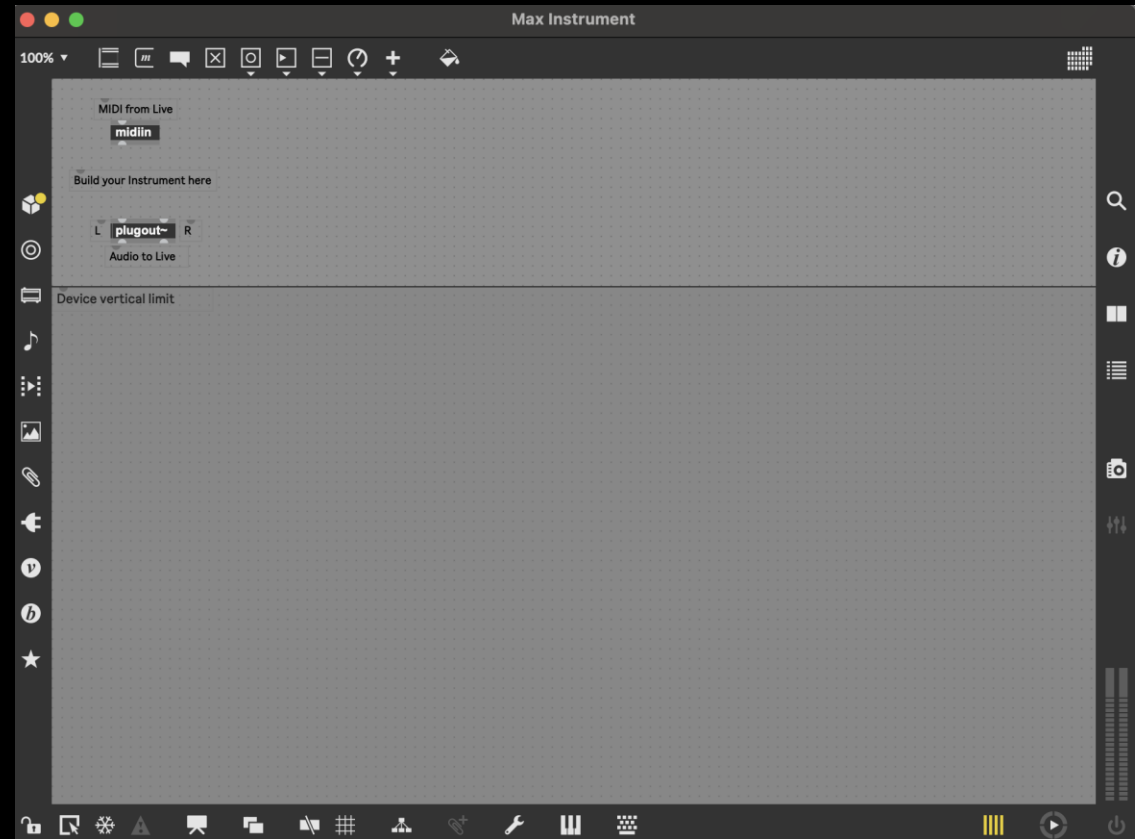 Max Instrument
100%
m
MIDI from Live
midiin
Build your Instrument here
L plugout~ R
Audio to Live
Device vertical limit
i
v
b